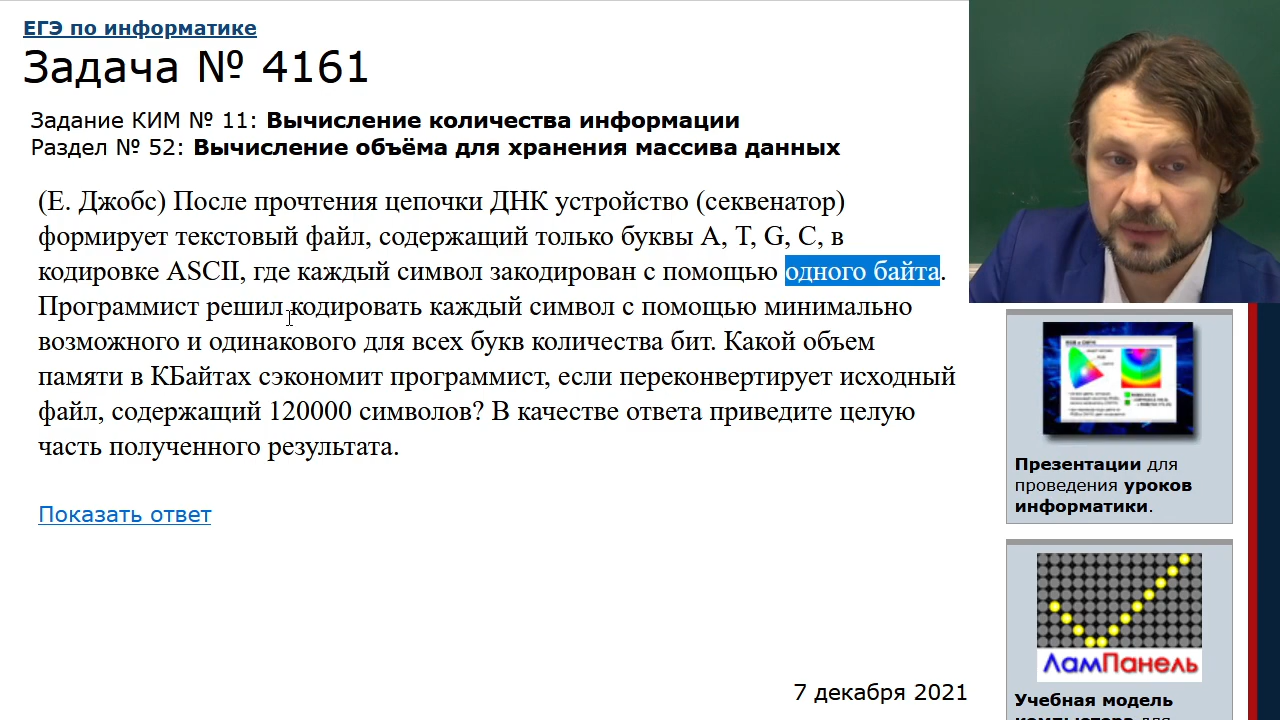 ЕГЭ по информатике
Задача № 4161
Задание КИМ № 11: Вычисление количества информации
Раздел № 52: Вычисление объёма для хранения массива данных
(Е. Джобс) После прочтения цепочки ДНК устройство (секвенатор)
формирует текстовый файл, содержащий только буквы A, T, G, C, в
кодировке ASCII, где каждый символ закодирован с помощью одного байта.
Программист решил кодировать каждый символ с помощью минимально
возможного и одинакового для всех букв количества бит. Какой объем
памяти в КБайтах сэкономит программист, если переконвертирует исходный
файл, содержащий 120000 символов? В качестве ответа приведите целую
часть полученного результата.
Показать ответ
7 декабря 2021
Презентации для
проведения уроков
информатики.
ЛамПанель
Учебная модель
компьютера для